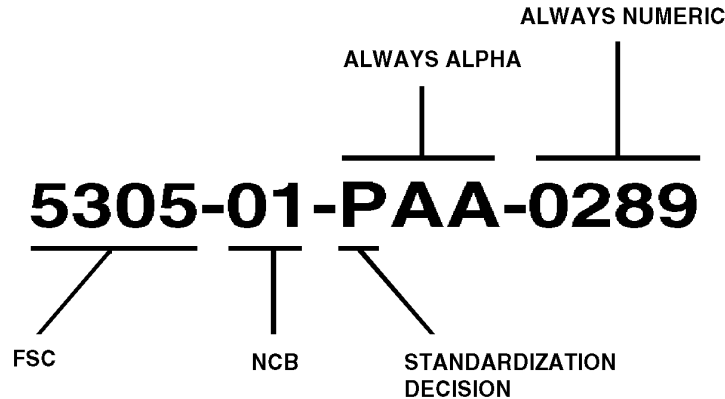 ALWAYS NUMERIC
ALWAYS ALPHA
5305-01-PAA-0289
FSC
NCB
STANDARDIZATION
DECISION